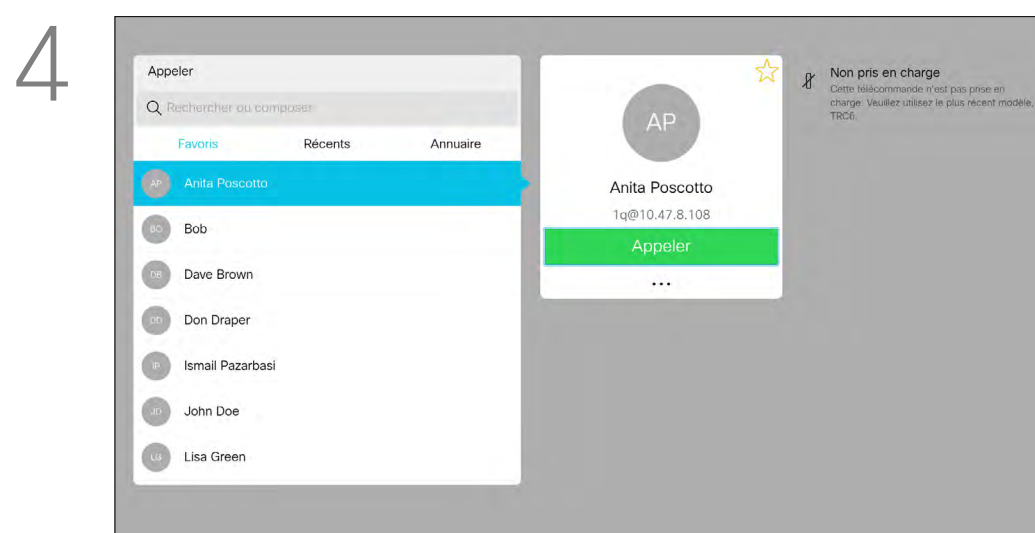 4
Appeler
Rechercher ou composer
Favoris Récents Annuaire
AP Anita Poscotto
BO Bob
DB Dave Brown
DD Don Draper
IP Ismail Pazarbasi
JD John Doe
LG Lisa Green
AP
Anita Poscotto
1q@10.47.8.108
Appeler
...
Non pris en charge
Cette télécommande n'est pas prise en
charge. Veuillez utilisez le plus récent modèle,
TRC6.